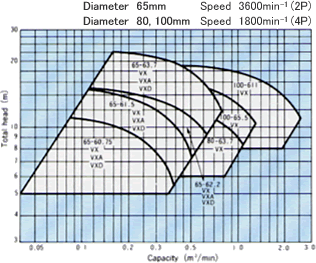 Diameter 65mm Speed 3600min⁻¹ (2P)
Diameter 80, 100mm Speed 1800min⁻¹ (4P)
30
20
10
9
8
7
6
5
4
3
Total head (m)
65-63.7
VX
VXA
VXD
100-611
VX
65-61.5
VX
VXA
VXD
100-65.5
VX
65-60.75
VX
VXA
VXD
80-63.7
VX
65-62.2
VX
VXA
VXD
0.05 0.1 0.2 0.3 0.5 1.0 2.0 3.0
Capacity (m³/min)